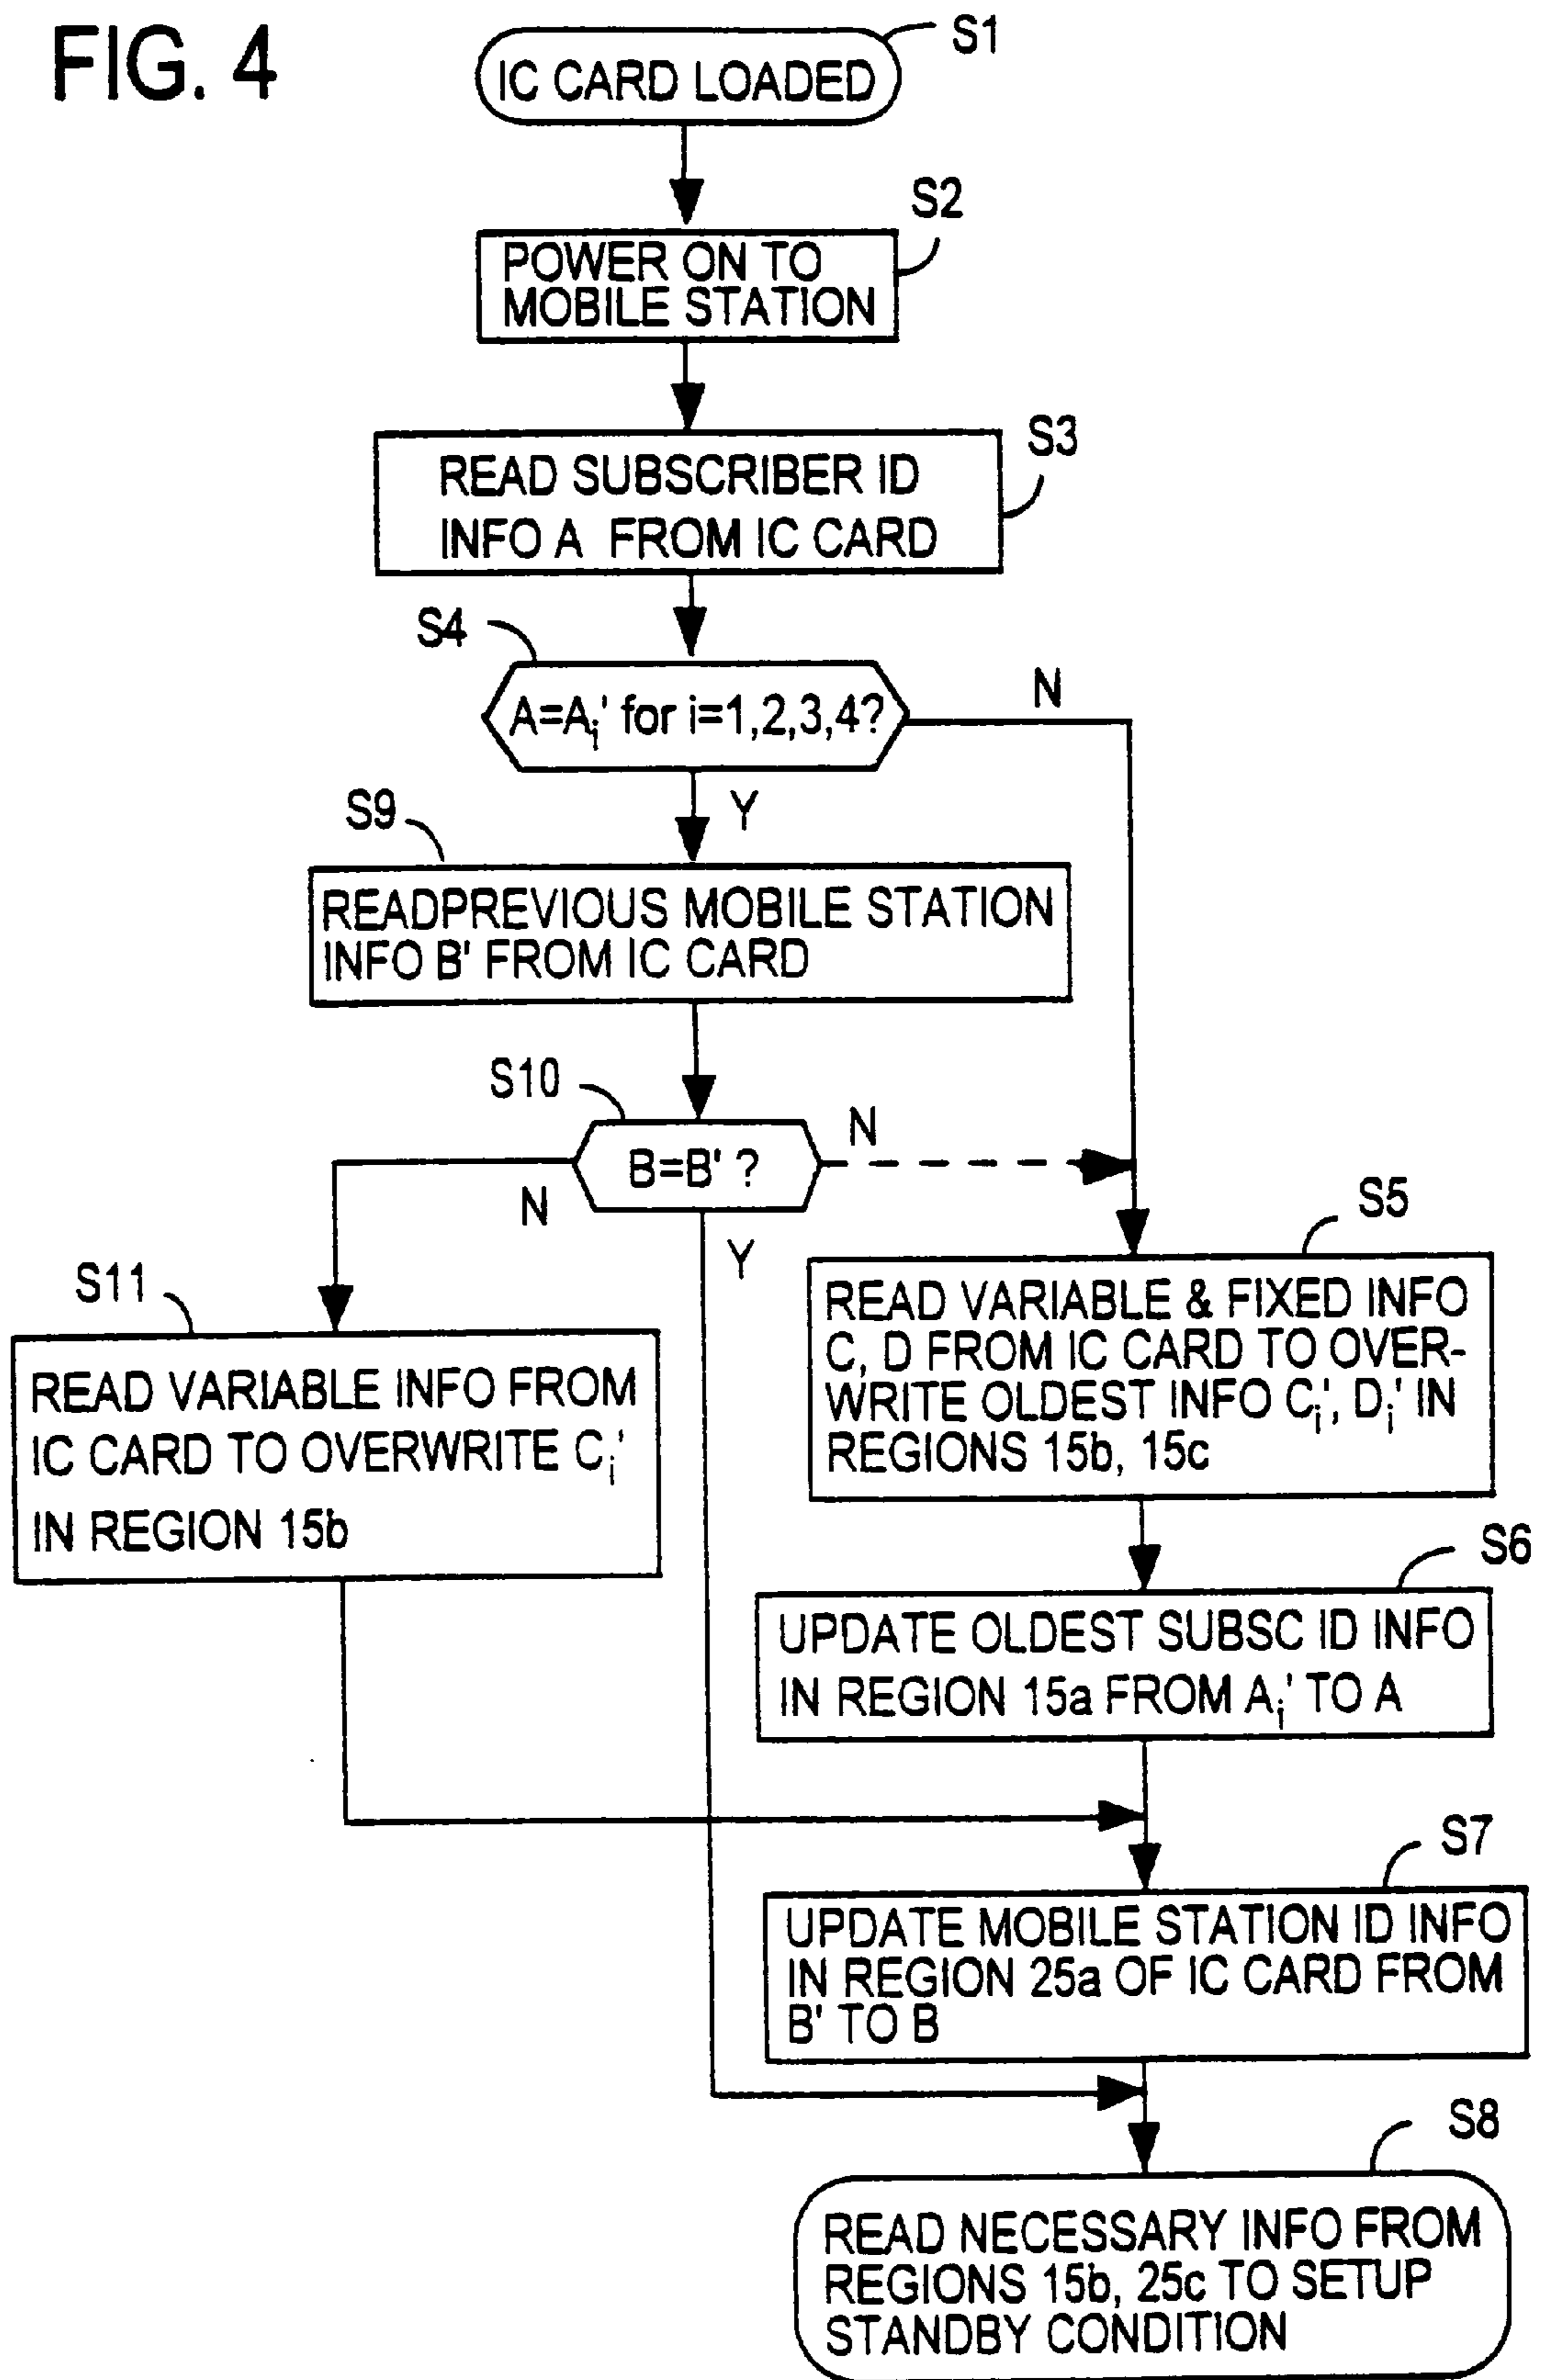 FIG. 4
S1
IC CARD LOADED
S2
POWER ON TO
MOBILE STATION
S3
READ SUBSCRIBER ID
INFO A FROM IC CARD
S4
A=Ai' for i=1,2,3,4?
N
Y
S9
READPREVIOUS MOBILE STATION
INFO B' FROM IC CARD
S10
B=B' ?
N
N
Y
S11
READ VARIABLE INFO FROM
IC CARD TO OVERWRITE Ci'
IN REGION 15b
S5
READ VARIABLE & FIXED INFO
C, D FROM IC CARD TO OVER-
WRITE OLDEST INFO Ci', Di' IN
REGIONS 15b, 15c
S6
UPDATE OLDEST SUBSC ID INFO
IN REGION 15a FROM Ai' TO A
S7
UPDATE MOBILE STATION ID INFO
IN REGION 25a OF IC CARD FROM
B' TO B
S8
READ NECESSARY INFO FROM
REGIONS 15b, 25c TO SETUP
STANDBY CONDITION